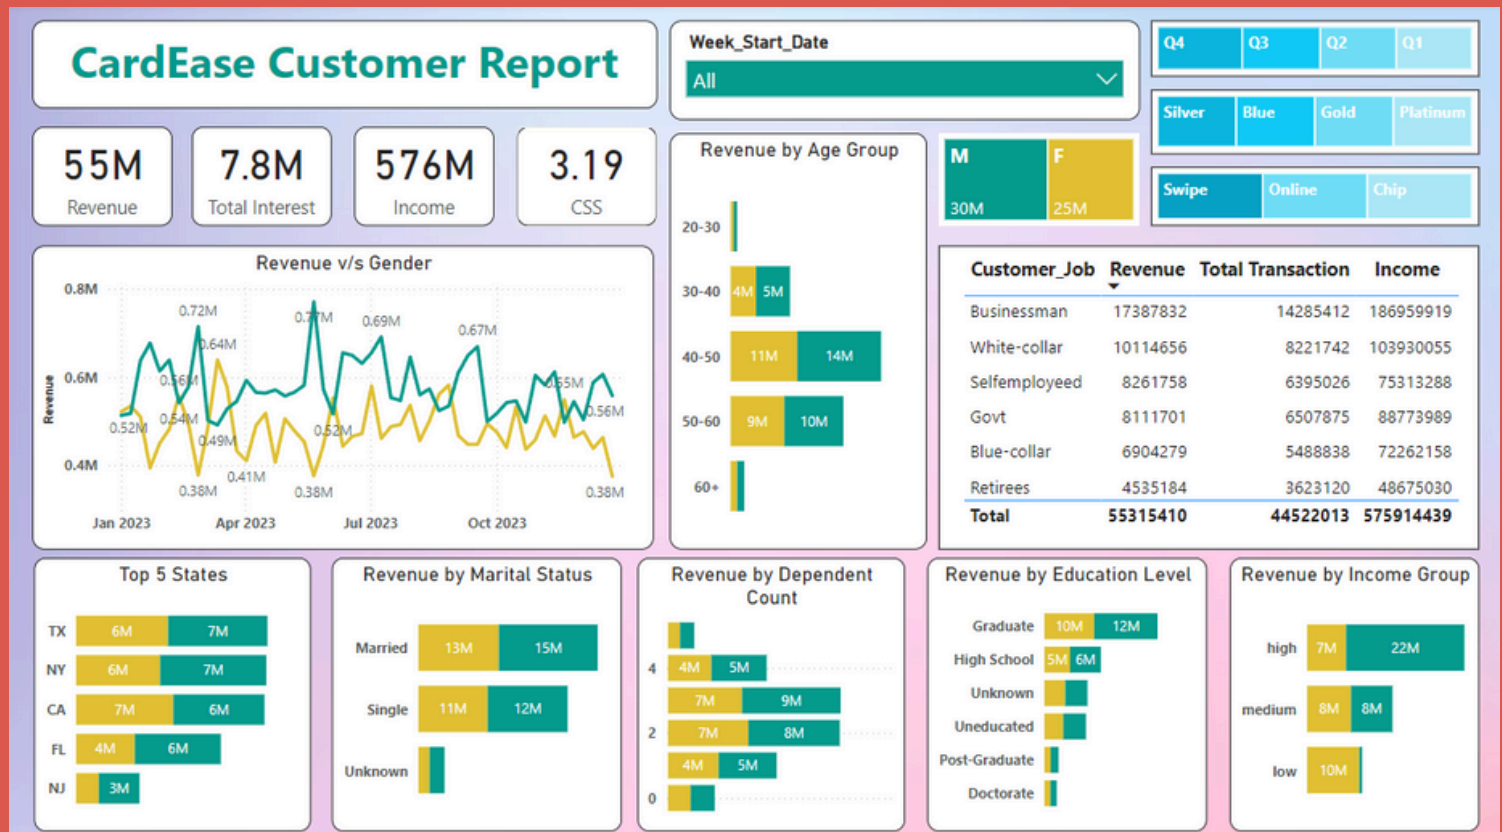 CardEase Customer Report
Week_Start_Date
All
Q4 Q3 Q2 Q1
Silver Blue Gold Platinum
Swipe Online Chip
55M
Revenue
7.8M
Total Interest
576M
Income
3.19
CSS
M F
30M 25M
Revenue v/s Gender
Revenue
0.8M
0.6M
0.4M
0.72M
0.77M
0.69M
0.67M
0.64M
0.56M
0.55M
0.54M
0.52M
0.49M
0.52M
0.56M
0.41M
0.38M
0.38M
0.38M
Jan 2023 Apr 2023 Jul 2023 Oct 2023
Revenue by Age Group
20-30
30-40 4M 5M
40-50 11M 14M
50-60 9M 10M
60+
Customer_Job Revenue Total Transaction Income
Businessman 17387832 14285412 186959919
White-collar 10114656 8221742 103930055
Selfemployeed 8261758 6395026 75313288
Govt 8111701 6507875 88773989
Blue-collar 6904279 5488838 72262158
Retirees 4535184 3623120 48675030
Total 55315410 44522013 575914439
Top 5 States
TX 6M 7M
NY 6M 7M
CA 7M 6M
FL 4M 6M
NJ 3M
Revenue by Marital Status
Married 13M 15M
Single 11M 12M
Unknown
Revenue by Dependent
Count
4 4M 5M
7M 9M
2 7M 8M
4M 5M
0
Revenue by Education Level
Graduate 10M 12M
High School 5M 6M
Unknown
Uneducated
Post-Graduate
Doctorate
Revenue by Income Group
high 7M 22M
medium 8M 8M
low 10M